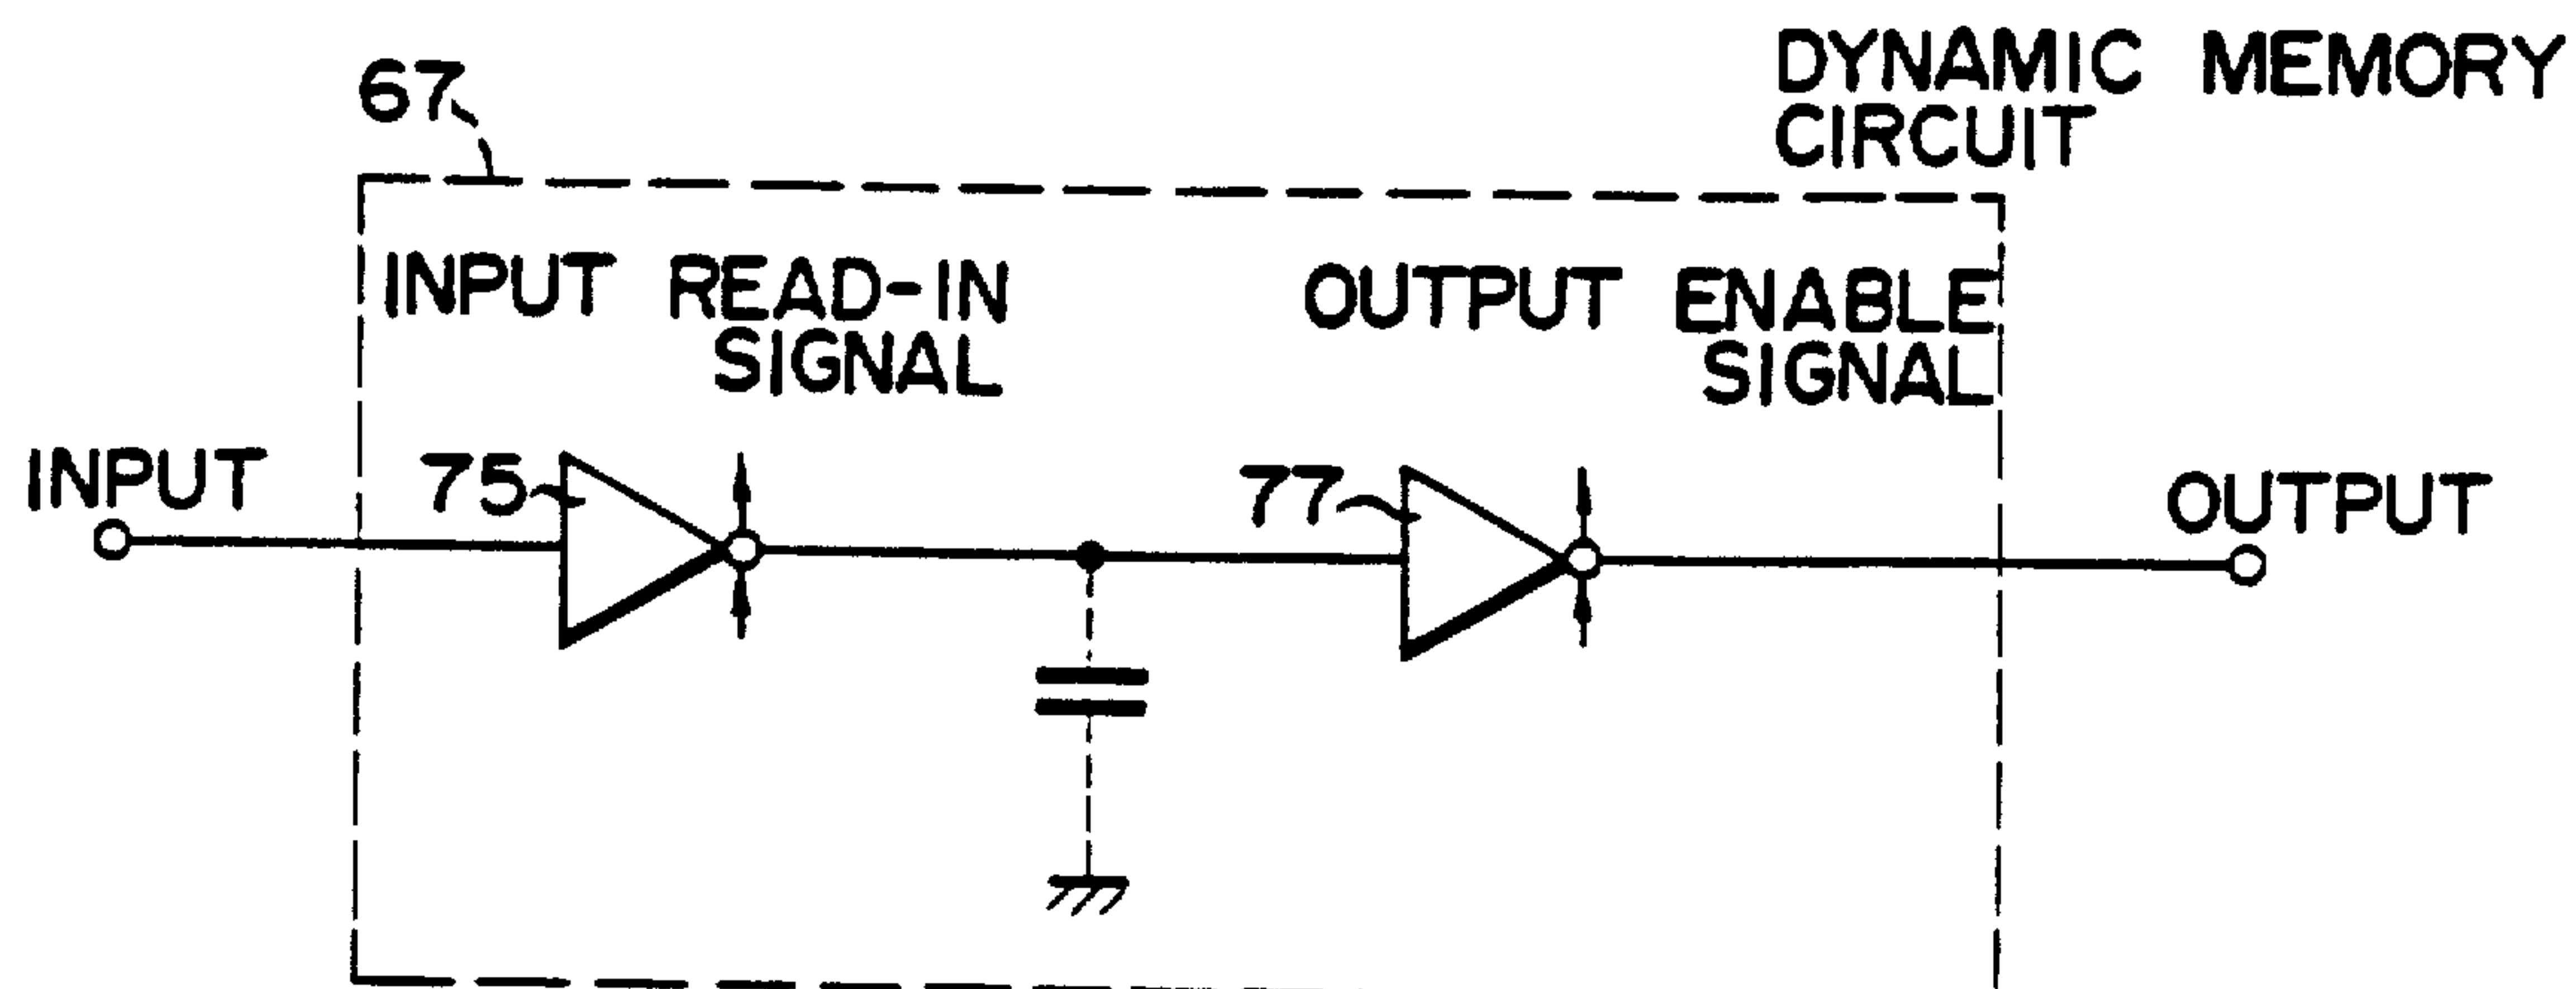 DYNAMIC MEMORY
CIRCUIT
67
INPUT READ-IN
SIGNAL
OUTPUT ENABLE
SIGNAL
INPUT
75
77
OUTPUT